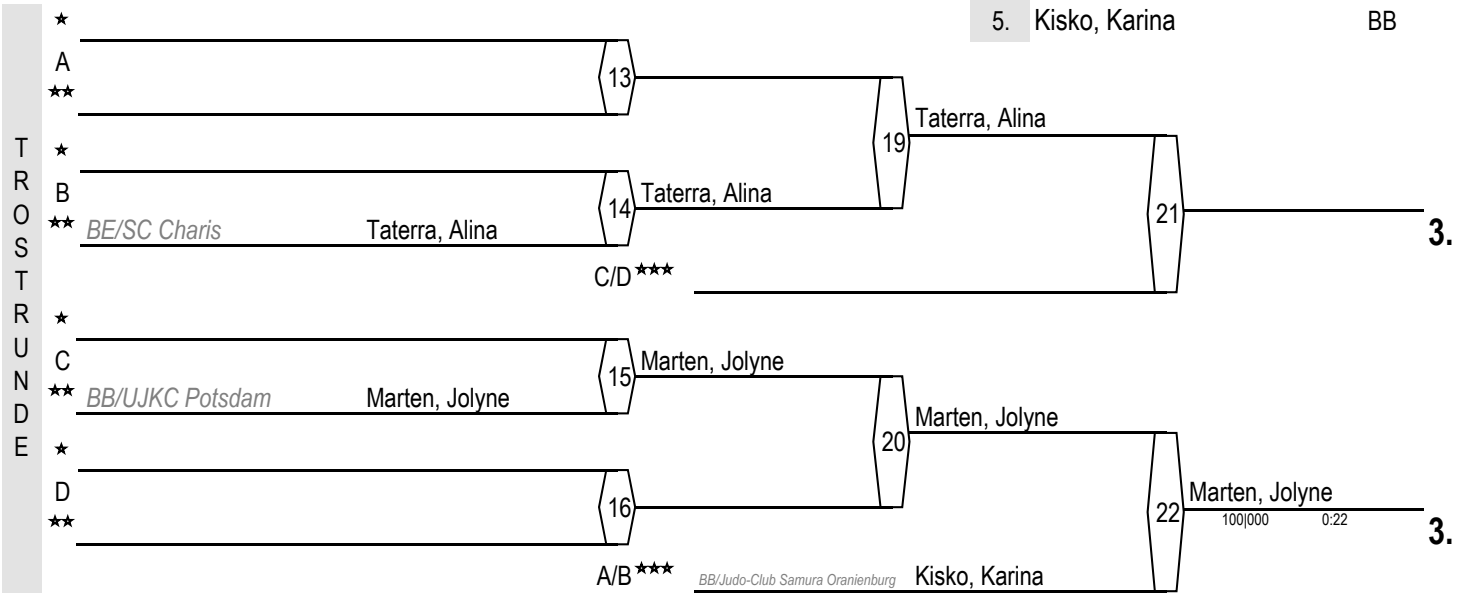 5. Kisko, Karina BB
TROSTRUNDE
★
A
★★
13
★
B
★★ BE/SC Charis Taterra, Alina
14 Taterra, Alina
19 Taterra, Alina
C/D ★★★
21
3.
★
C
★★ BB/UJKC Potsdam Marten, Jolyne
15 Marten, Jolyne
★
D
★★
16
20 Marten, Jolyne
A/B ★★★ BB/Judo-Club Samura Oranienburg Kisko, Karina
22 Marten, Jolyne
100|000 0:22
3.